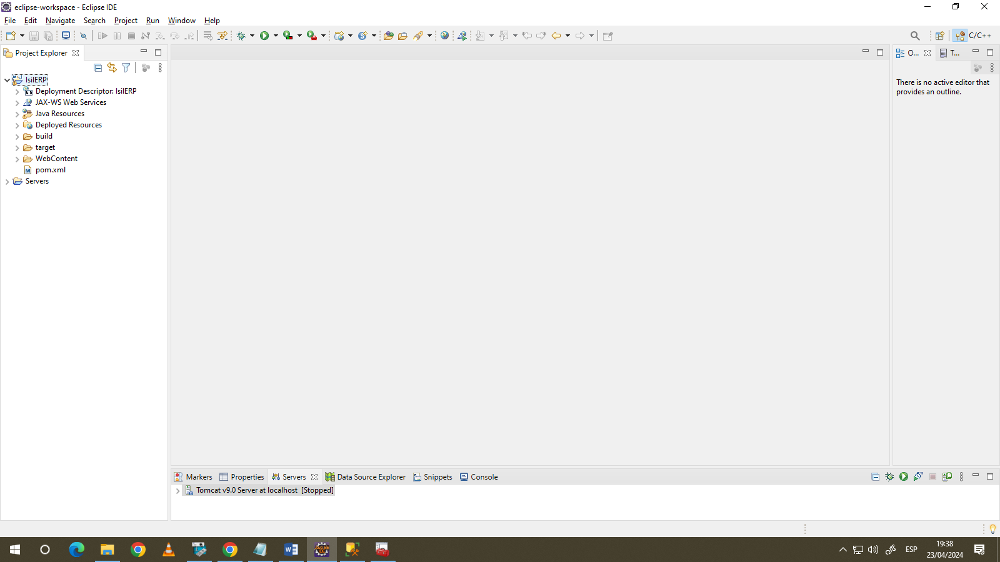 eclipse-workspace - Eclipse IDE
File Edit Navigate Search Project Run Window Help
C/C++
Project Explorer
O...
T...
IsilERP
Deployment Descriptor: IsilERP
JAX-WS Web Services
Java Resources
Deployed Resources
build
target
WebContent
pom.xml
Servers
There is no active editor that
provides an outline.
Markers Properties Servers Data Source Explorer Snippets Console
Tomcat v9.0 Server at localhost [Stopped]
ESP
19:38
23/04/2024